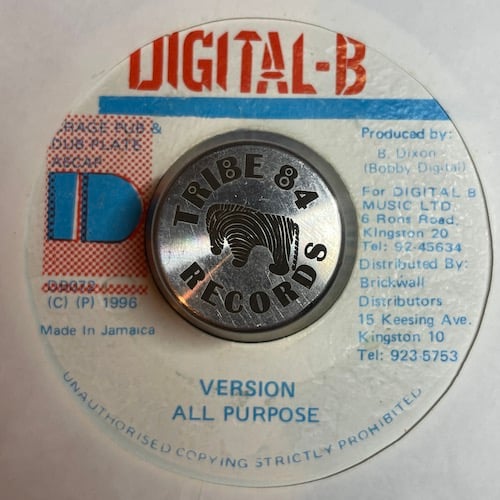 DIGITAL-B
RAGE PUB &
DUB PLATE
ASCAP
D
(C) (P) 1996
Made In Jamaica
TRIBE 84
RECORDS
Produced by:
B. Dixon
(Bobby Digital)
For DIGITAL B
MUSIC LTD
6 Rons Road,
Kingston 20
Tel: 92-45634
Distributed By:
Brickwall
Distributors
15 Keesing Ave.
Kingston 10
Tel: 923-5753
VERSION
ALL PURPOSE
UNAUTHORISED COPYING STRICTLY PROHIBITED